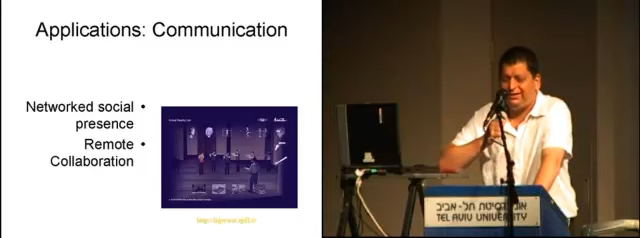 Applications: Communication
Networked social •
presence
Remote •
Collaboration
אוניברסיטת תל-אביב
TEL AVIV UNIVERSITY